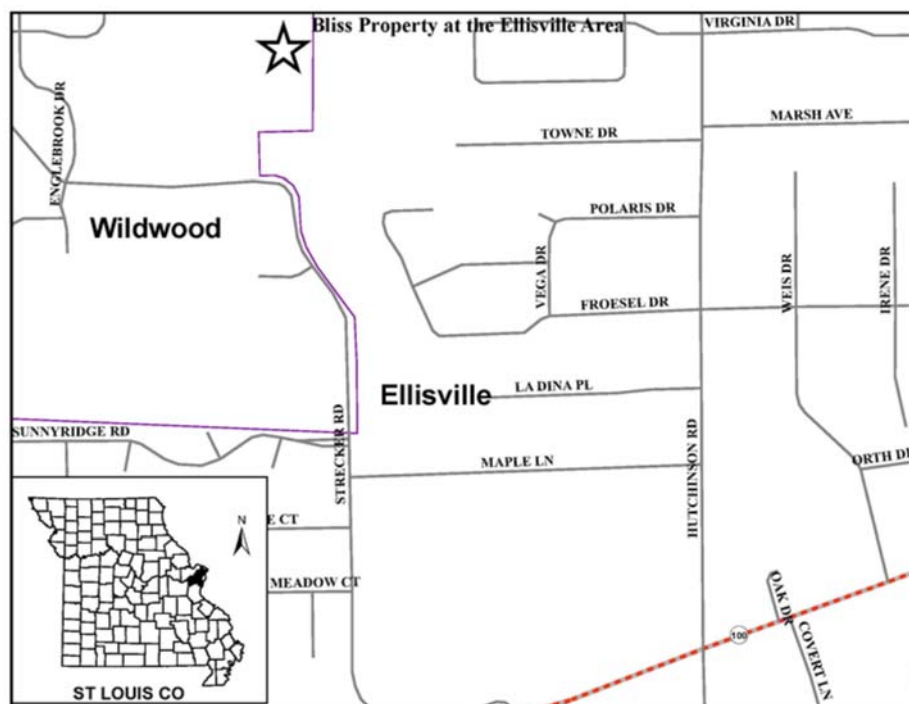 Bliss Property at the Ellisville Area
VIRGINIA DR
ENGLEBROOK DR
TOWNE DR
MARSH AVE
Wildwood
POLARIS DR
VEGA DR
FROESEL DR
WEIS DR
IRENE DR
Ellisville
LA DINA PL
SUNNYRIDGE RD
STRECKER RD
MAPLE LN
HUTCHINSON RD
ORTH DR
E CT
MEADOW CT
N
ST LOUIS CO
OAK DR
100
COVERT LN